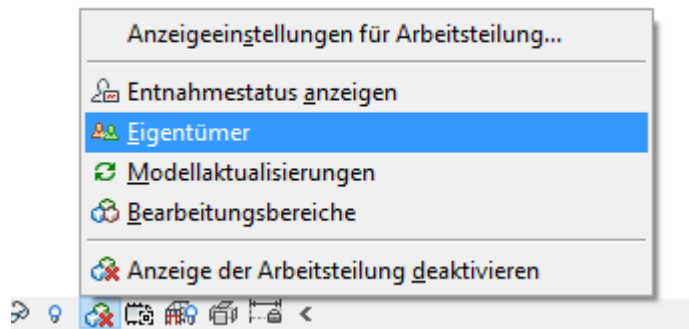 Anzeigeeinstellungen für Arbeitsteilung...
Entnahmestatus anzeigen
Eigentümer
Modellaktualisierungen
Bearbeitungsbereiche
Anzeige der Arbeitsteilung deaktivieren